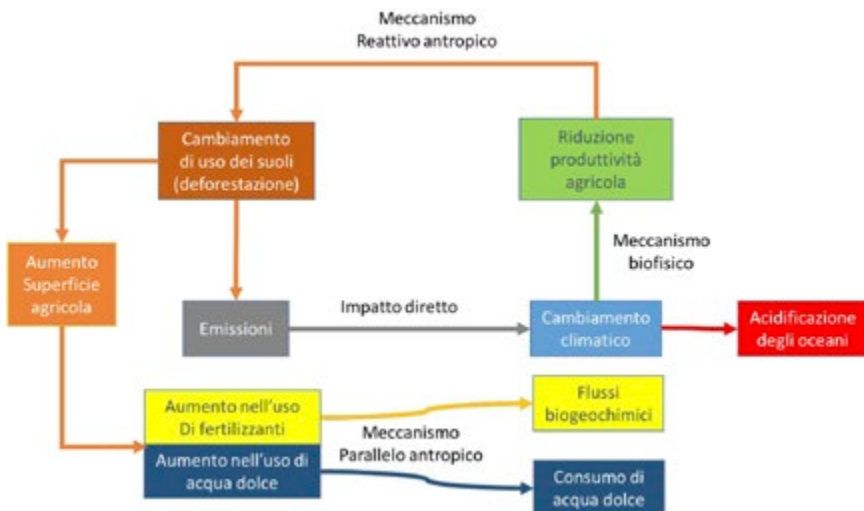 Meccanismo
Reattivo antropico
Cambiamento
di uso dei suoli
(deforestazione)
Riduzione
produttività
agricola
Aumento
Superficie
agricola
Meccanismo
biofisico
Emissioni
Impatto diretto
Cambiamento
climatico
Acidificazione
degli oceani
Aumento nell'uso
Di fertilizzanti
Flussi
biogeochimici
Meccanismo
Parallelo antropico
Aumento nell'uso di
acqua dolce
Consumo di
acqua dolce